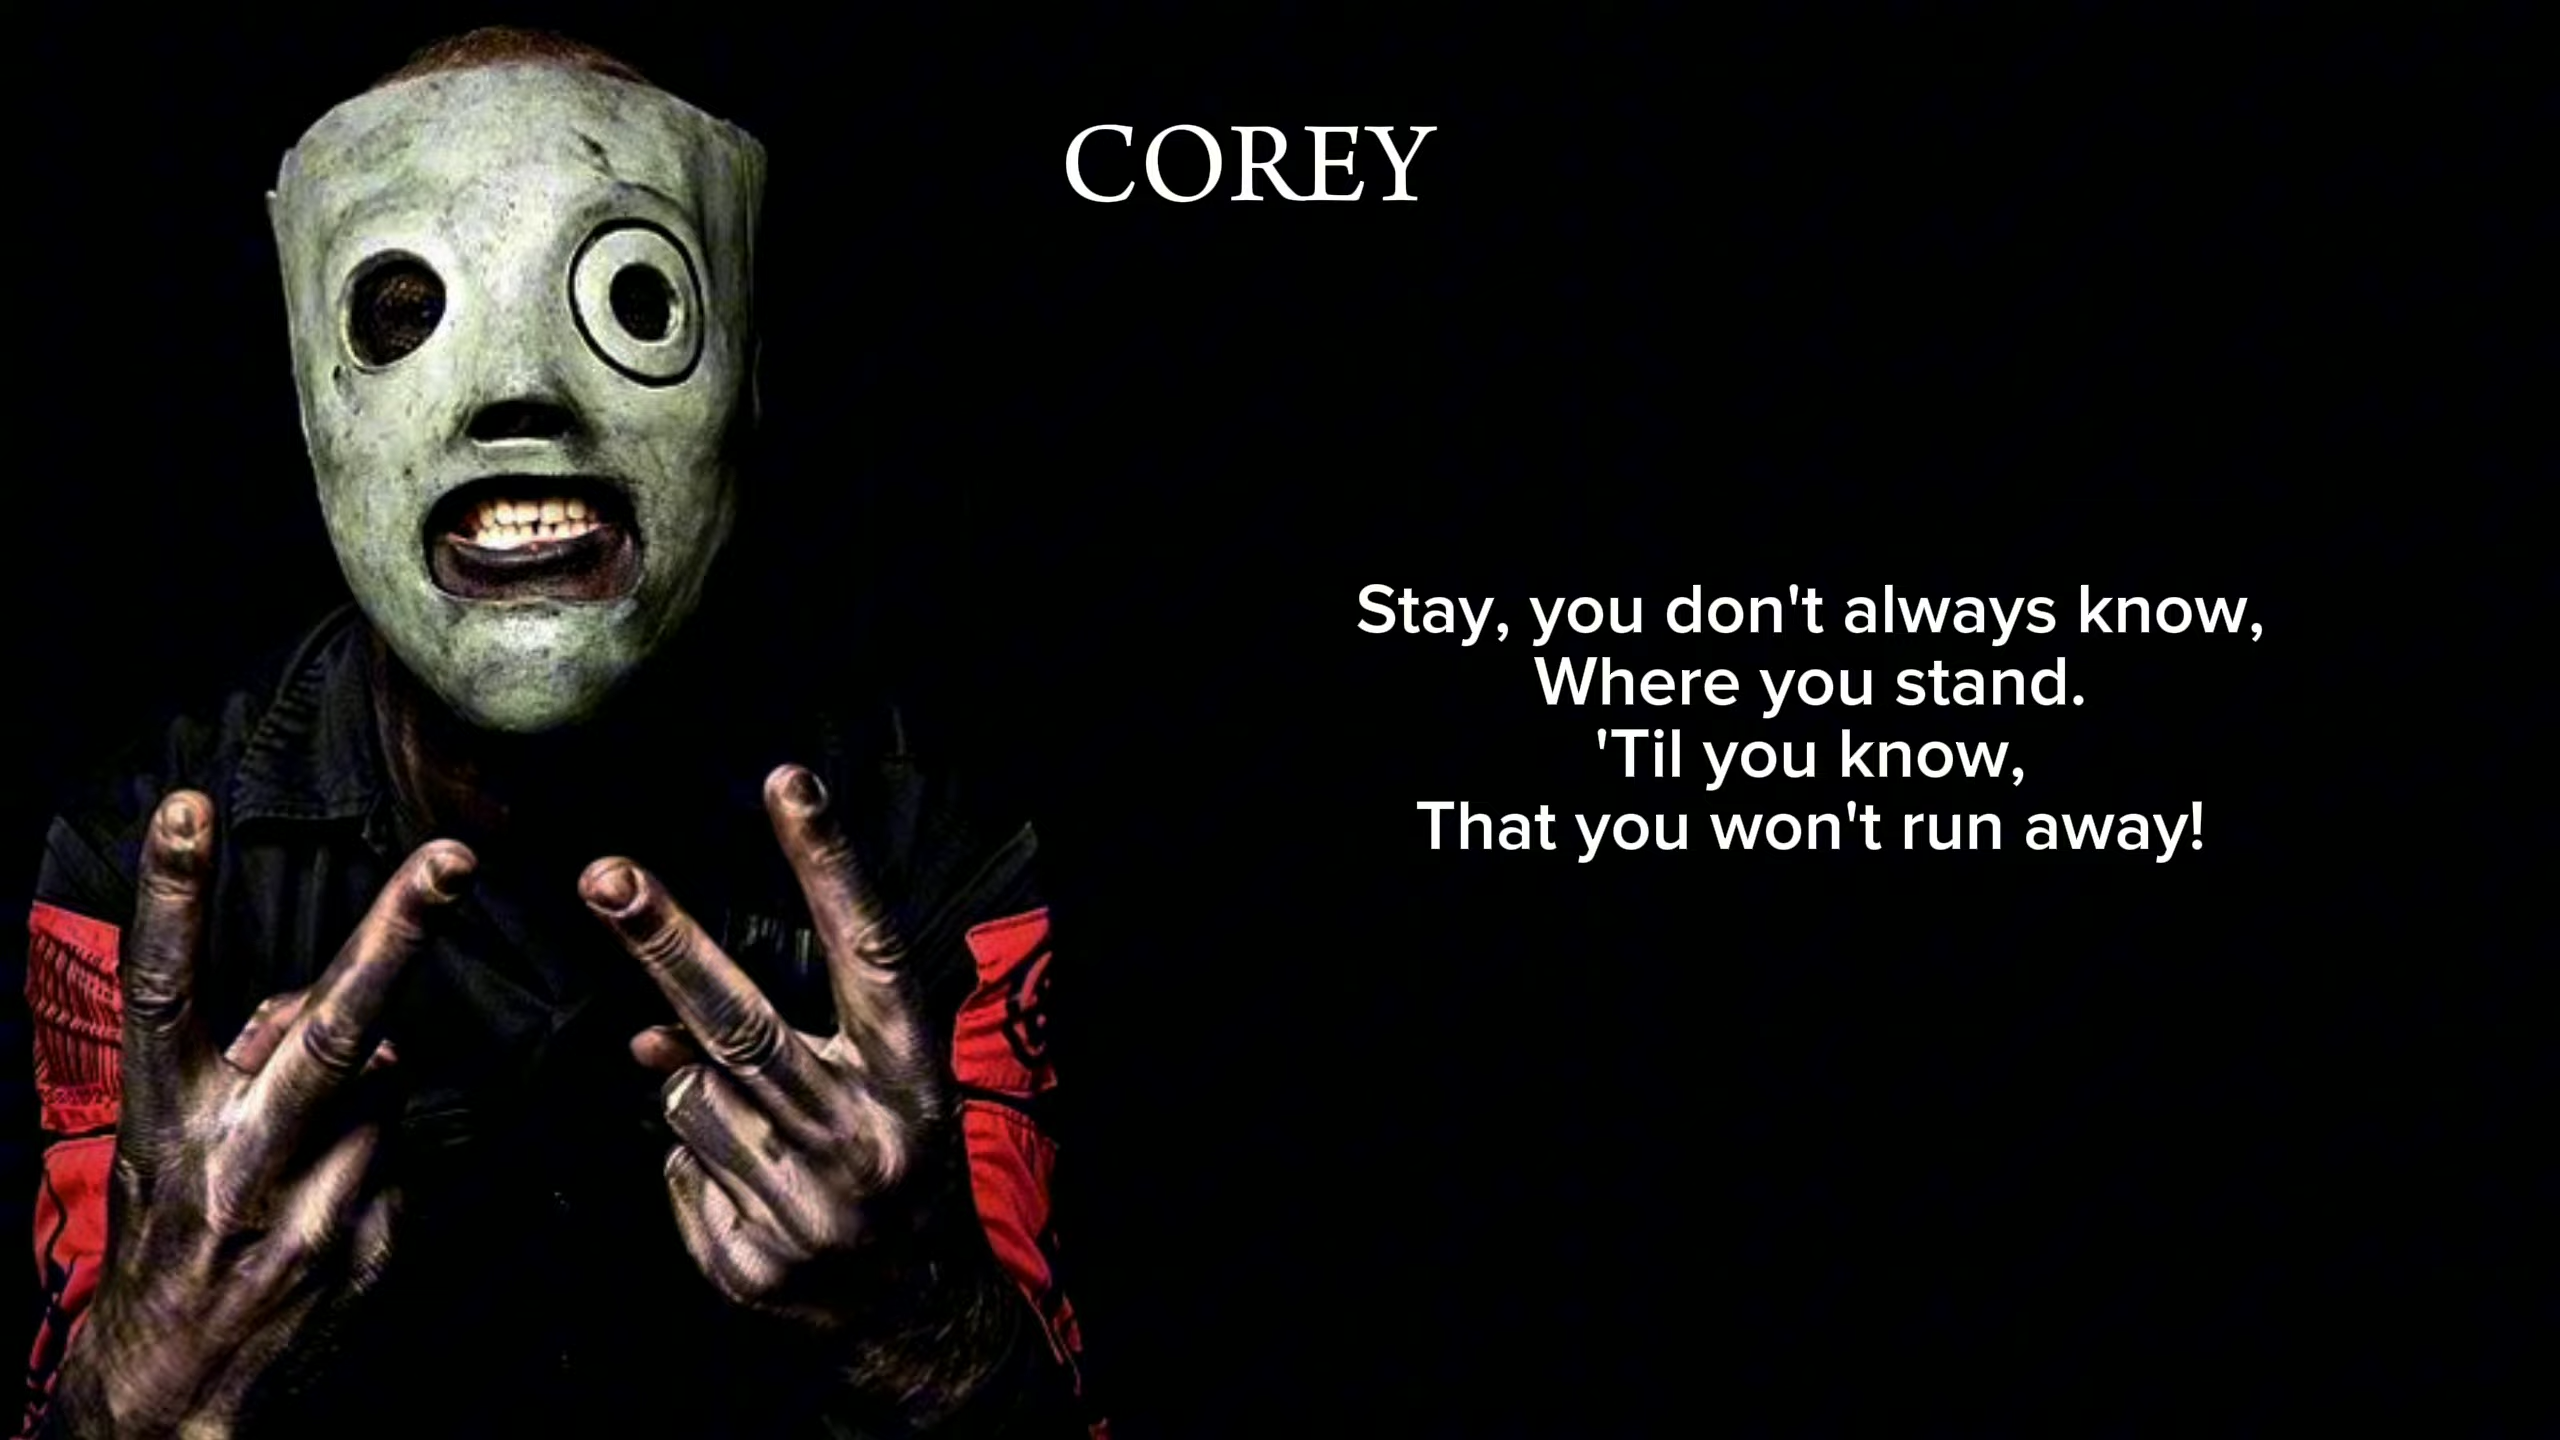 COREY
Stay, you don't always know,
Where you stand.
'Til you know,
That you won't run away!